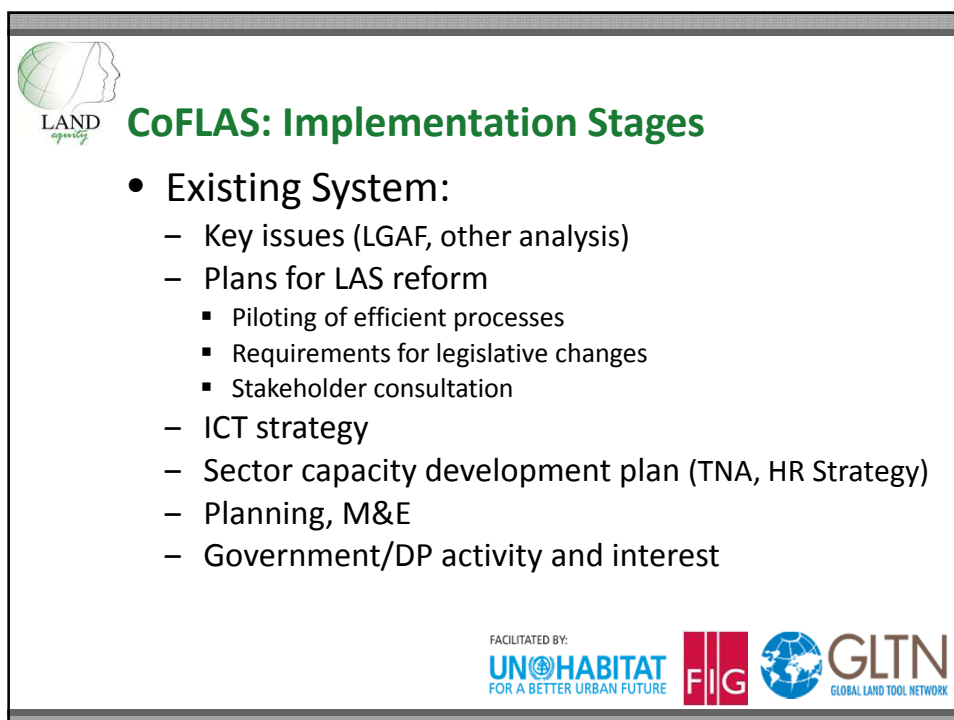 LAND
equity
CoFLAS: Implementation Stages
• Existing System:
– Key issues (LGAF, other analysis)
– Plans for LAS reform
▪ Piloting of efficient processes
▪ Requirements for legislative changes
▪ Stakeholder consultation
– ICT strategy
– Sector capacity development plan (TNA, HR Strategy)
– Planning, M&E
– Government/DP activity and interest
FACILITATED BY:
UN HABITAT
FOR A BETTER URBAN FUTURE
FIG
GLTN
GLOBAL LAND TOOL NETWORK